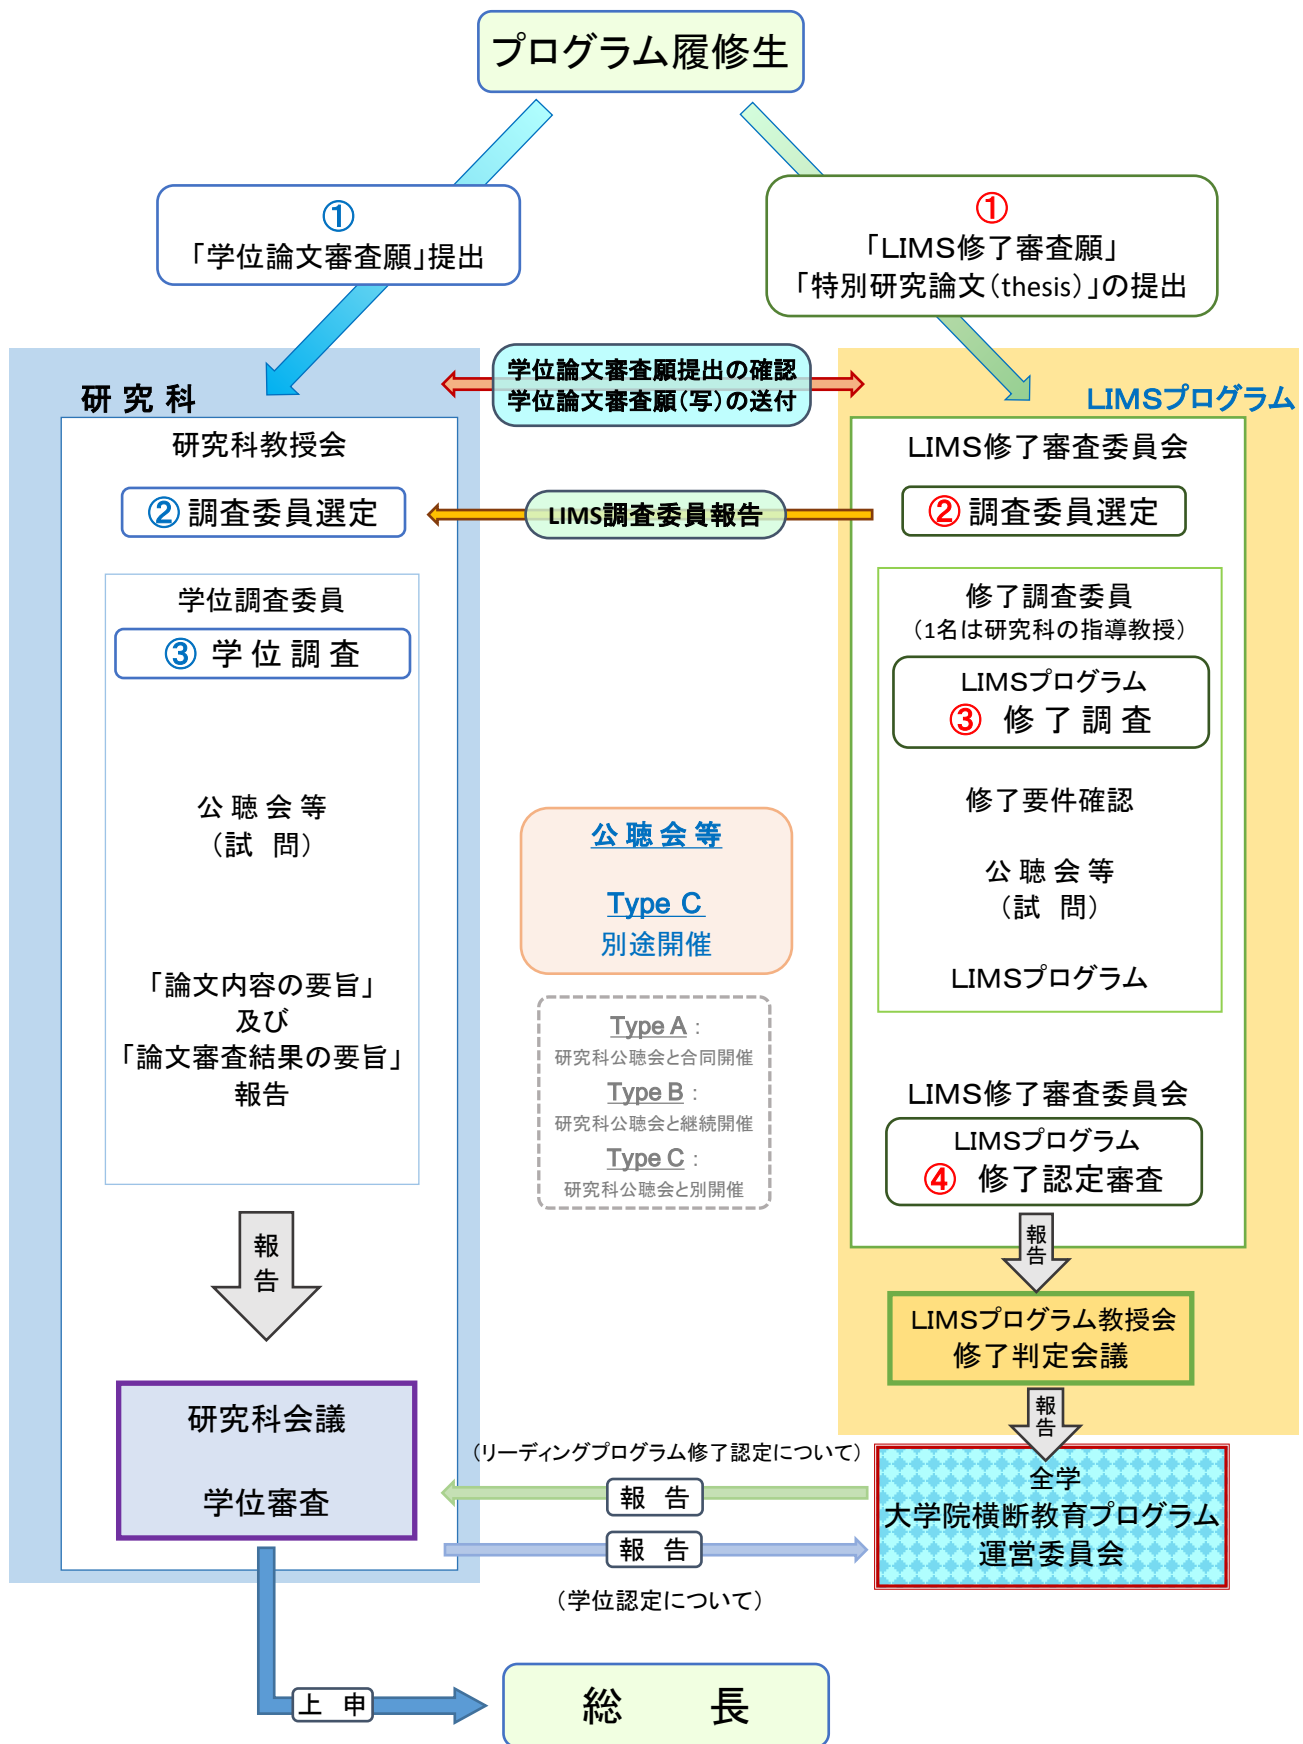 プログラム履修生
①
「学位論文審査願」提出
①
「LIMS修了審査願」
「特別研究論文(thesis)」の提出
学位論文審査願提出の確認
学位論文審査願(写)の送付
研究科
LIMSプログラム
研究科教授会
②調査委員選定
LIMS調査委員報告
LIMS修了審査委員会
②調査委員選定
学位調査委員
③ 学位調査
公聴会等
(試 問)
「論文内容の要旨」
及び
「論文審査結果の要旨」
報告
修了調査委員
(1名は研究科の指導教授)
LIMSプログラム
③ 修了調査
修了要件確認
公聴会等
(試 問)
LIMSプログラム
公聴会等
Type C
別途開催
Type A:
研究科公聴会と合同開催
Type B:
研究科公聴会と継続開催
Type C:
研究科公聴会と別開催
LIMS修了審査委員会
LIMSプログラム
④ 修了認定審査
報告
報告
LIMSプログラム教授会
修了判定会議
報告
研究科会議
学位審査
(リーディングプログラム修了認定について)
報 告
報 告
(学位認定について)
全学
大学院横断教育プログラム
運営委員会
上 申
総 長